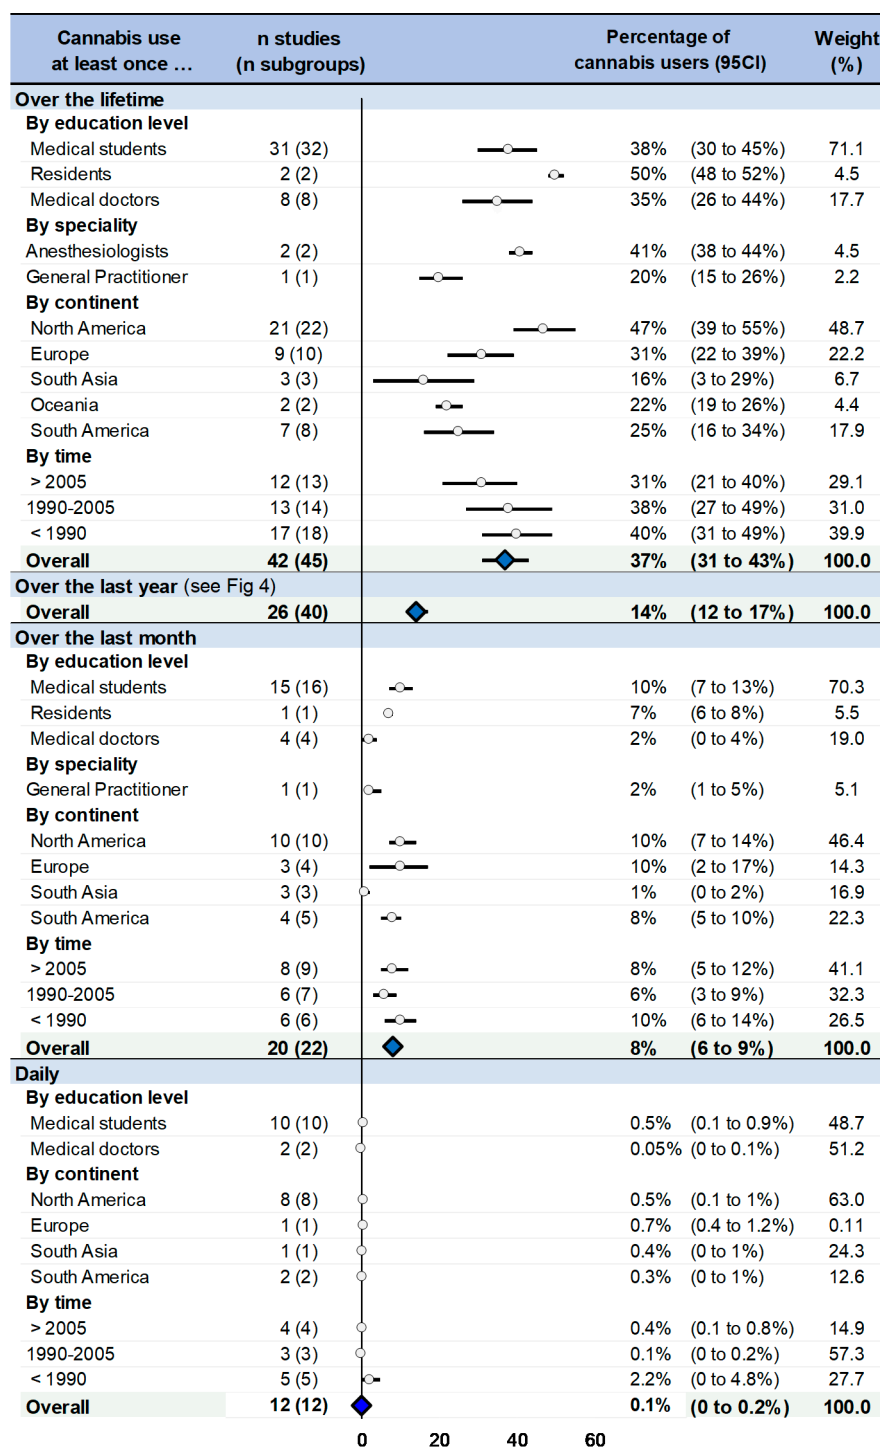 Cannabis use n studies Percentage of Weight
at least once … (n subgroups) cannabis users (95CI) (%)
Over the lifetime
By education level
Medical students 31 (32) 38% (30 to 45%) 71.1
Residents 2 (2) 50% (48 to 52%) 4.5
Medical doctors 8 (8) 35% (26 to 44%) 17.7
By speciality
Anesthesiologists 2 (2) 41% (38 to 44%) 4.5
General Practitioner 1 (1) 20% (15 to 26%) 2.2
By continent
North America 21 (22) 47% (39 to 55%) 48.7
Europe 9 (10) 31% (22 to 39%) 22.2
South Asia 3 (3) 16% (3 to 29%) 6.7
Oceania 2 (2) 22% (19 to 26%) 4.4
South America 7 (8) 25% (16 to 34%) 17.9
By time
> 2005 12 (13) 31% (21 to 40%) 29.1
1990-2005 13 (14) 38% (27 to 49%) 31.0
< 1990 17 (18) 40% (31 to 49%) 39.9
Overall 42 (45) 37% (31 to 43%) 100.0
Over the last year (see Fig 4)
Overall 26 (40) 14% (12 to 17%) 100.0
Over the last month
By education level
Medical students 15 (16) 10% (7 to 13%) 70.3
Residents 1 (1) 7% (6 to 8%) 5.5
Medical doctors 4 (4) 2% (0 to 4%) 19.0
By speciality
General Practitioner 1 (1) 2% (1 to 5%) 5.1
By continent
North America 10 (10) 10% (7 to 14%) 46.4
Europe 3 (4) 10% (2 to 17%) 14.3
South Asia 3 (3) 1% (0 to 2%) 16.9
South America 4 (5) 8% (5 to 10%) 22.3
By time
> 2005 8 (9) 8% (5 to 12%) 41.1
1990-2005 6 (7) 6% (3 to 9%) 32.3
< 1990 6 (6) 10% (6 to 14%) 26.5
Overall 20 (22) 8% (6 to 9%) 100.0
Daily
By education level
Medical students 10 (10) 0.5% (0.1 to 0.9%) 48.7
Medical doctors 2 (2) 0.05% (0 to 0.1%) 51.2
By continent
North America 8 (8) 0.5% (0.1 to 1%) 63.0
Europe 1 (1) 0.7% (0.4 to 1.2%) 0.11
South Asia 1 (1) 0.4% (0 to 1%) 24.3
South America 2 (2) 0.3% (0 to 1%) 12.6
By time
> 2005 4 (4) 0.4% (0.1 to 0.8%) 14.9
1990-2005 3 (3) 0.1% (0 to 0.2%) 57.3
< 1990 5 (5) 2.2% (0 to 4.8%) 27.7
Overall 12 (12) 0.1% (0 to 0.2%) 100.0
0 20 40 60